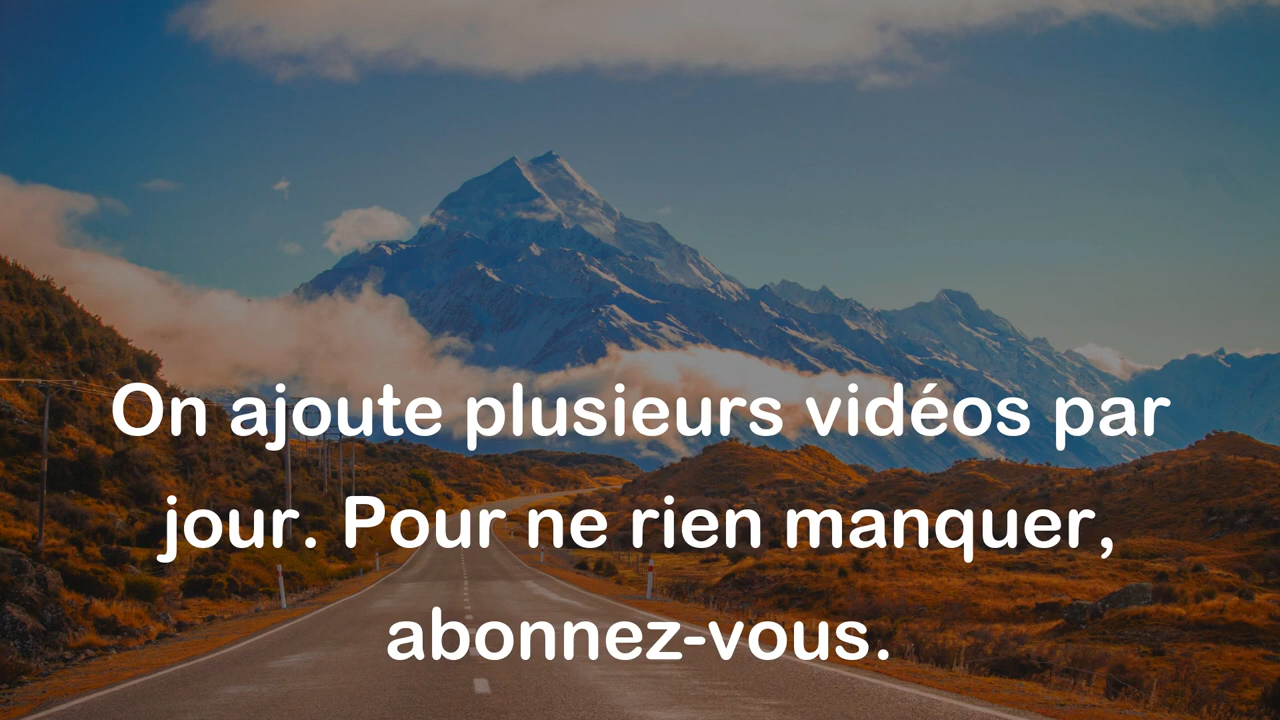 On ajoute plusieurs vidéos par
jour. Pour ne rien manquer,
abonnez-vous.